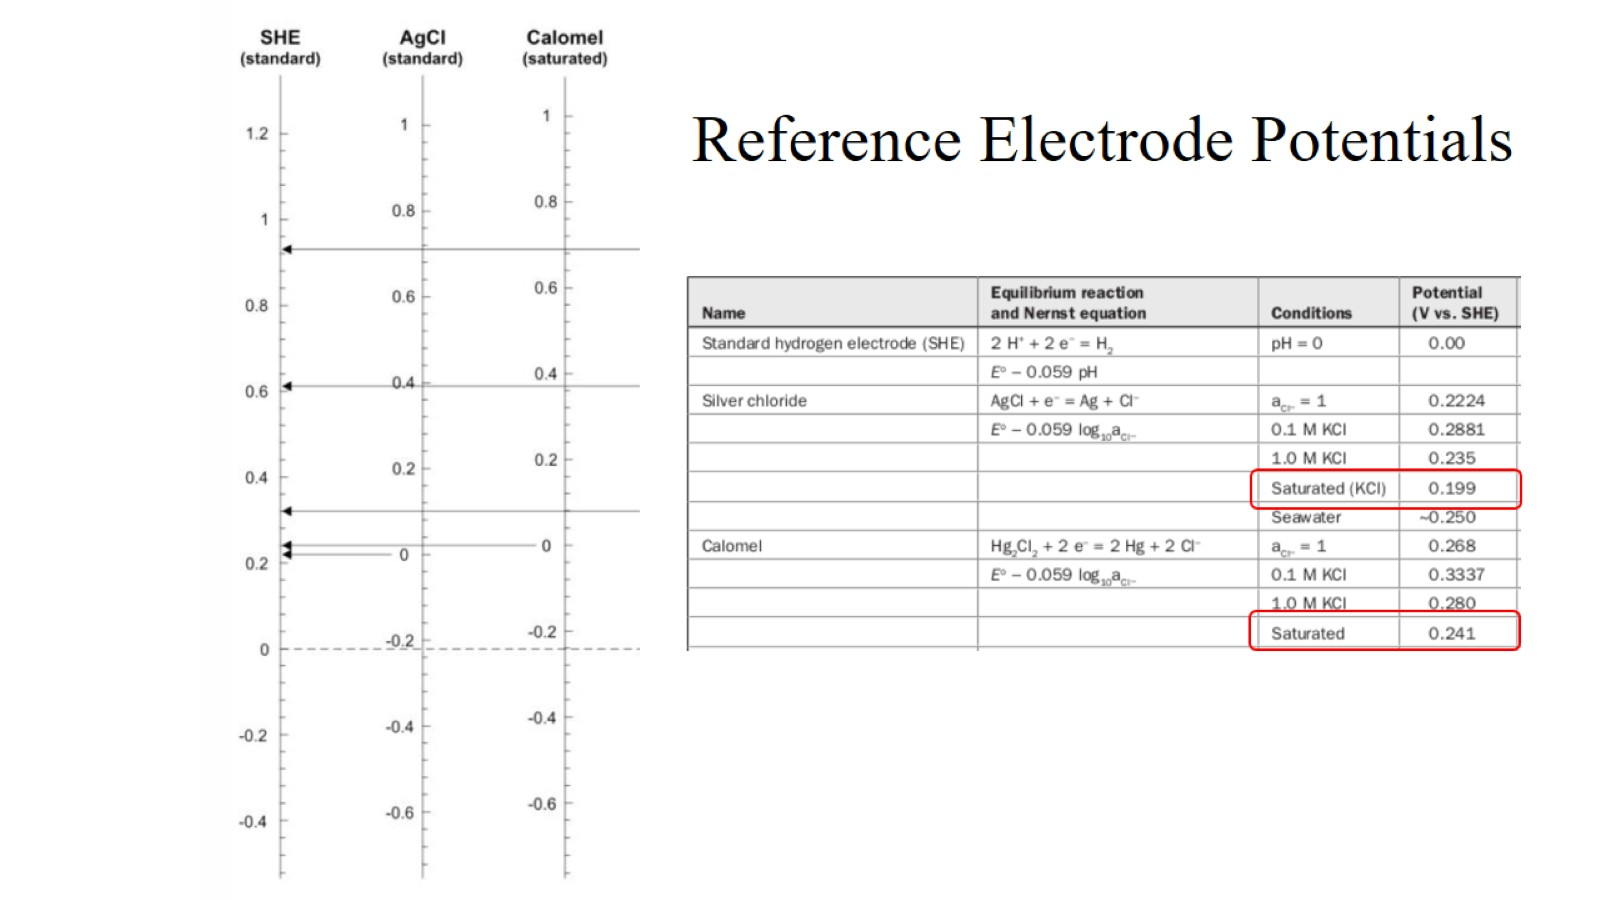 SHE
(standard)
1.2
1
0.8
0.6
0.4
0.2
0
-0.2
-0.4
AgCl
(standard)
1
0.8
0.6
0.4
0.2
0
-0.2
-0.4
-0.6
Calomel
(saturated)
1
0.8
0.6
0.4
0.2
0
-0.2
-0.4
-0.6
Reference Electrode Potentials
Name | Equilibrium reaction and Nernst equation | Conditions | Potential (V vs. SHE)
Standard hydrogen electrode (SHE) | 2 H⁺ + 2 e⁻ = H₂ | pH = 0 | 0.00
E° – 0.059 pH
Silver chloride | AgCl + e⁻ = Ag + Cl⁻ | a_Cl⁻ = 1 | 0.2224
E° – 0.059 log₁₀a_Cl⁻ | 0.1 M KCl | 0.2881
1.0 M KCl | 0.235
Saturated (KCl) | 0.199
Seawater | ~0.250
Calomel | Hg₂Cl₂ + 2 e⁻ = 2 Hg + 2 Cl⁻ | a_Cl⁻ = 1 | 0.268
E° – 0.059 log₁₀a_Cl⁻ | 0.1 M KCl | 0.3337
1.0 M KCl | 0.280
Saturated | 0.241